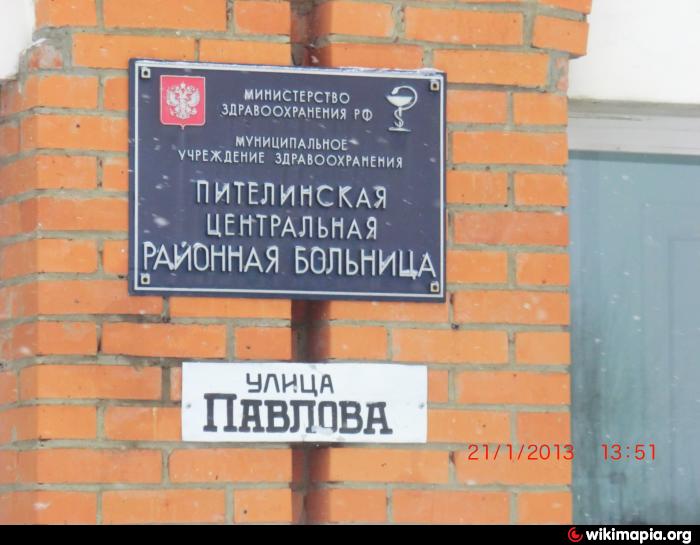 МИНИСТЕРСТВО
ЗДРАВООХРАНЕНИЯ РФ
МУНИЦИПАЛЬНОЕ
УЧРЕЖДЕНИЕ ЗДРАВООХРАНЕНИЯ
ПИТЕЛИНСКАЯ
ЦЕНТРАЛЬНАЯ
РАЙОННАЯ БОЛЬНИЦА
УЛИЦА
ПАВЛОВА
21/1/2013 13:51
wikimapia.org